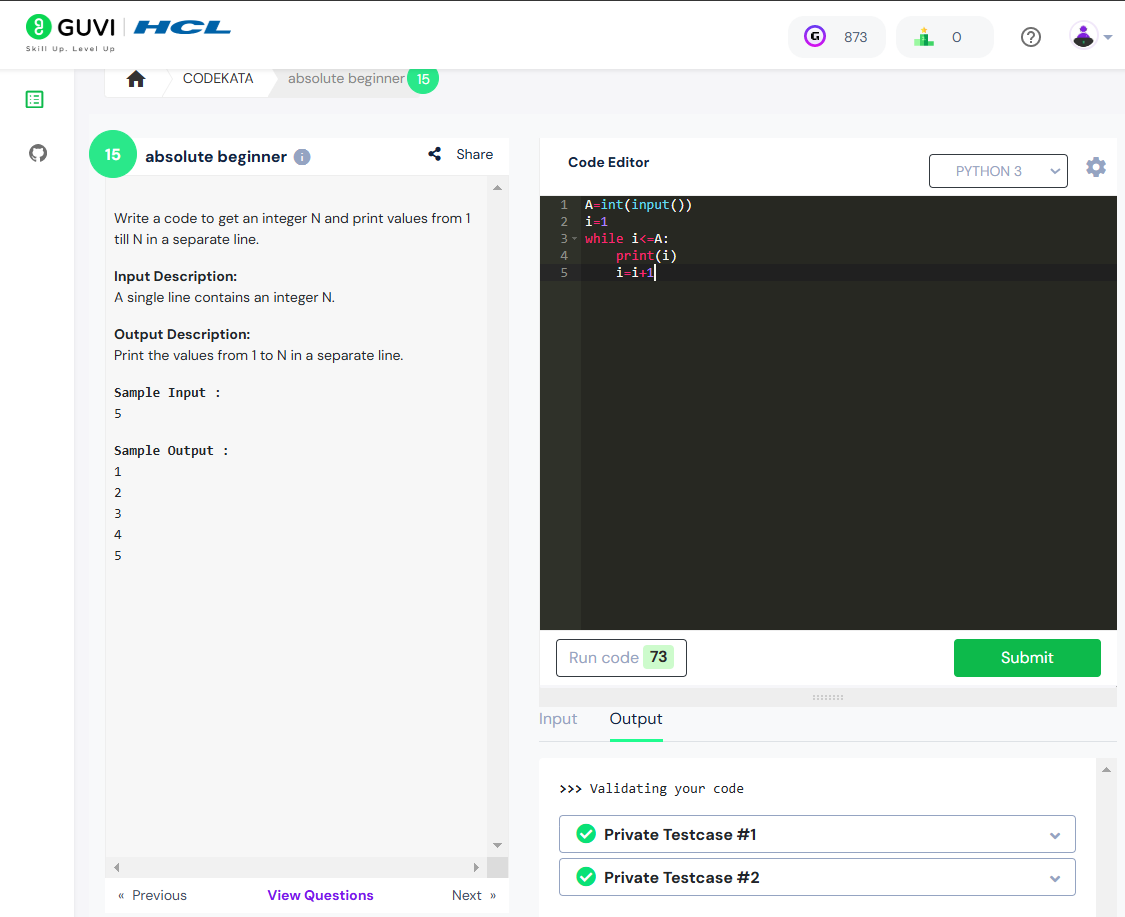 GUVI HCL
Skill Up. Level Up
873
0
CODEKATA
absolute beginner 15
15 absolute beginner
Share
Write a code to get an integer N and print values from 1
till N in a separate line.
Input Description:
A single line contains an integer N.
Output Description:
Print the values from 1 to N in a separate line.
Sample Input :
5
Sample Output :
1
2
3
4
5
« Previous
View Questions
Next »
Code Editor
PYTHON 3
1 A=int(input())
2 i=1
3 while i<=A:
4     print(i)
5     i=i+1
Run code 73
Submit
Input
Output
>>> Validating your code
Private Testcase #1
Private Testcase #2